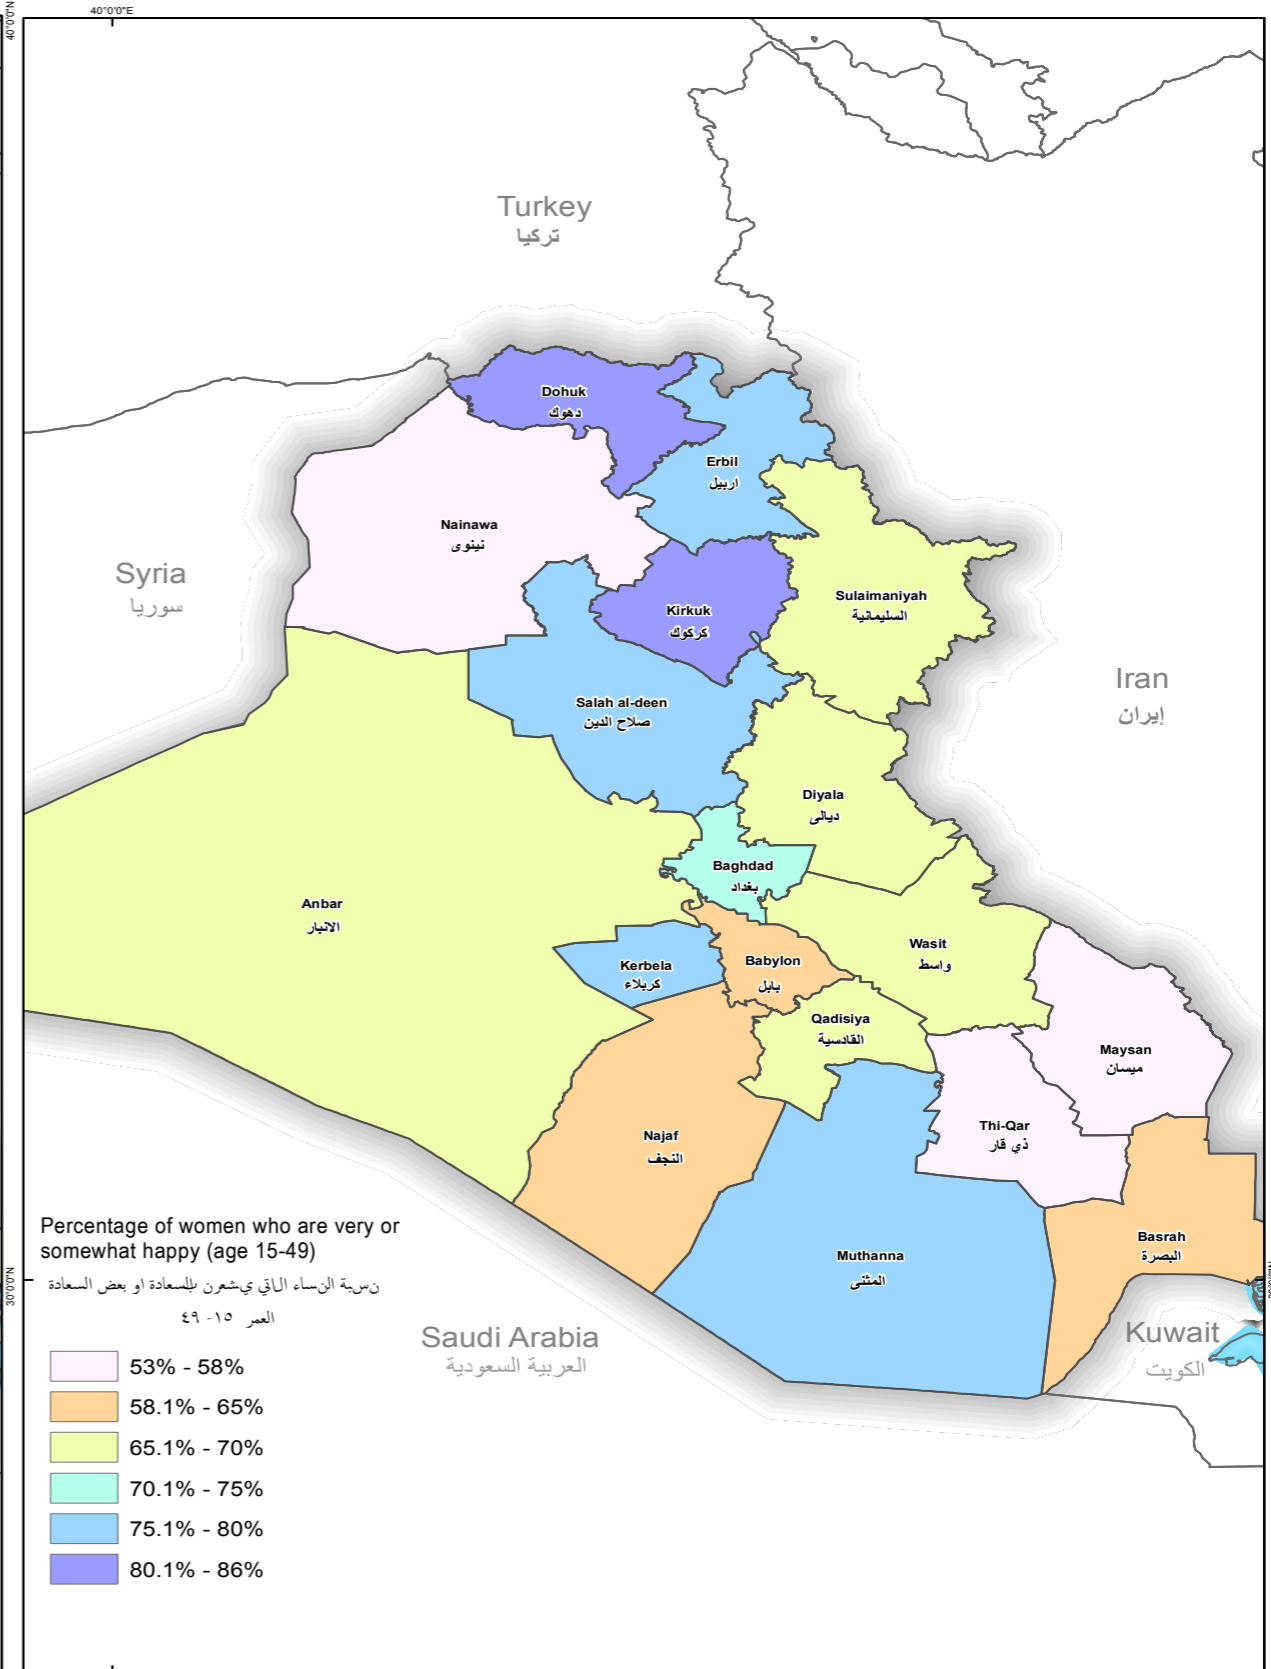 40°0'0"E
40°0'0"N
Turkey
تركيا
Dohuk
دهوك
Erbil
اربيل
Nainawa
نينوى
Syria
سوريا
Sulaimaniyah
السليمانية
Kirkuk
كركوك
Iran
إيران
Salah al-deen
صلاح الدين
Diyala
ديالى
Baghdad
بغداد
Anbar
الانبار
Wasit
واسط
Kerbela
كربلاء
Babylon
بابل
Qadisiya
القادسية
Maysan
ميسان
Najaf
النجف
Thi-Qar
ذي قار
Basrah
البصرة
Muthanna
المثنى
Percentage of women who are very or
somewhat happy (age 15-49)
نسبة النساء الاتي يشعرن بالسعادة او بعض السعادة
العمر ١٥- ٤٩
30°0'0"N
Saudi Arabia
العربية السعودية
Kuwait
الكويت
53% - 58%
58.1% - 65%
65.1% - 70%
70.1% - 75%
75.1% - 80%
80.1% - 86%